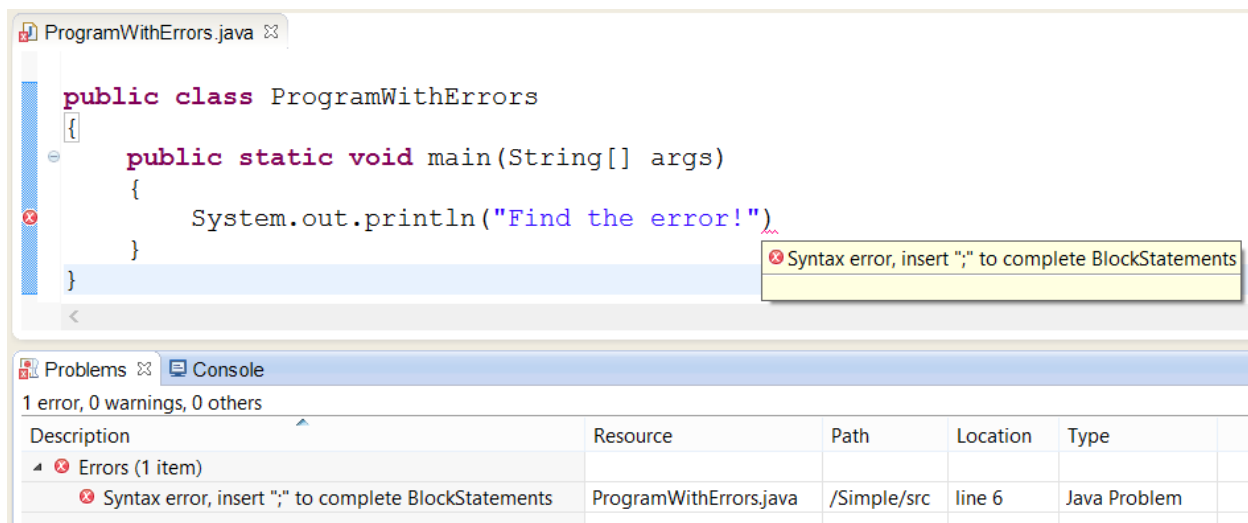 ProgramWithErrors.java
public class ProgramWithErrors
{
public static void main(String[] args)
{
System.out.println("Find the error!")
}
}
Syntax error, insert ";" to complete BlockStatements
Problems Console
1 error, 0 warnings, 0 others
Description Resource Path Location Type
Errors (1 item)
Syntax error, insert ";" to complete BlockStatements ProgramWithErrors.java /Simple/src line 6 Java Problem